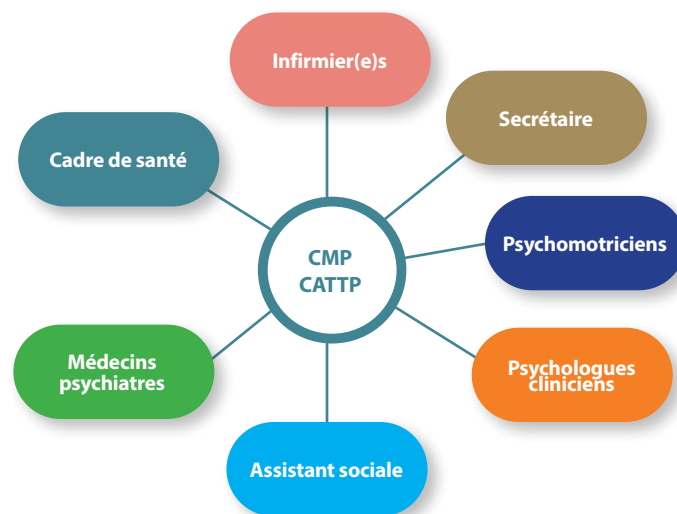 Infirmier(e)s
Secrétaire
Cadre de santé
Psychomotriciens
CMP
CATTP
Médecins
psychiatres
Psychologues
cliniciens
Assistant sociale